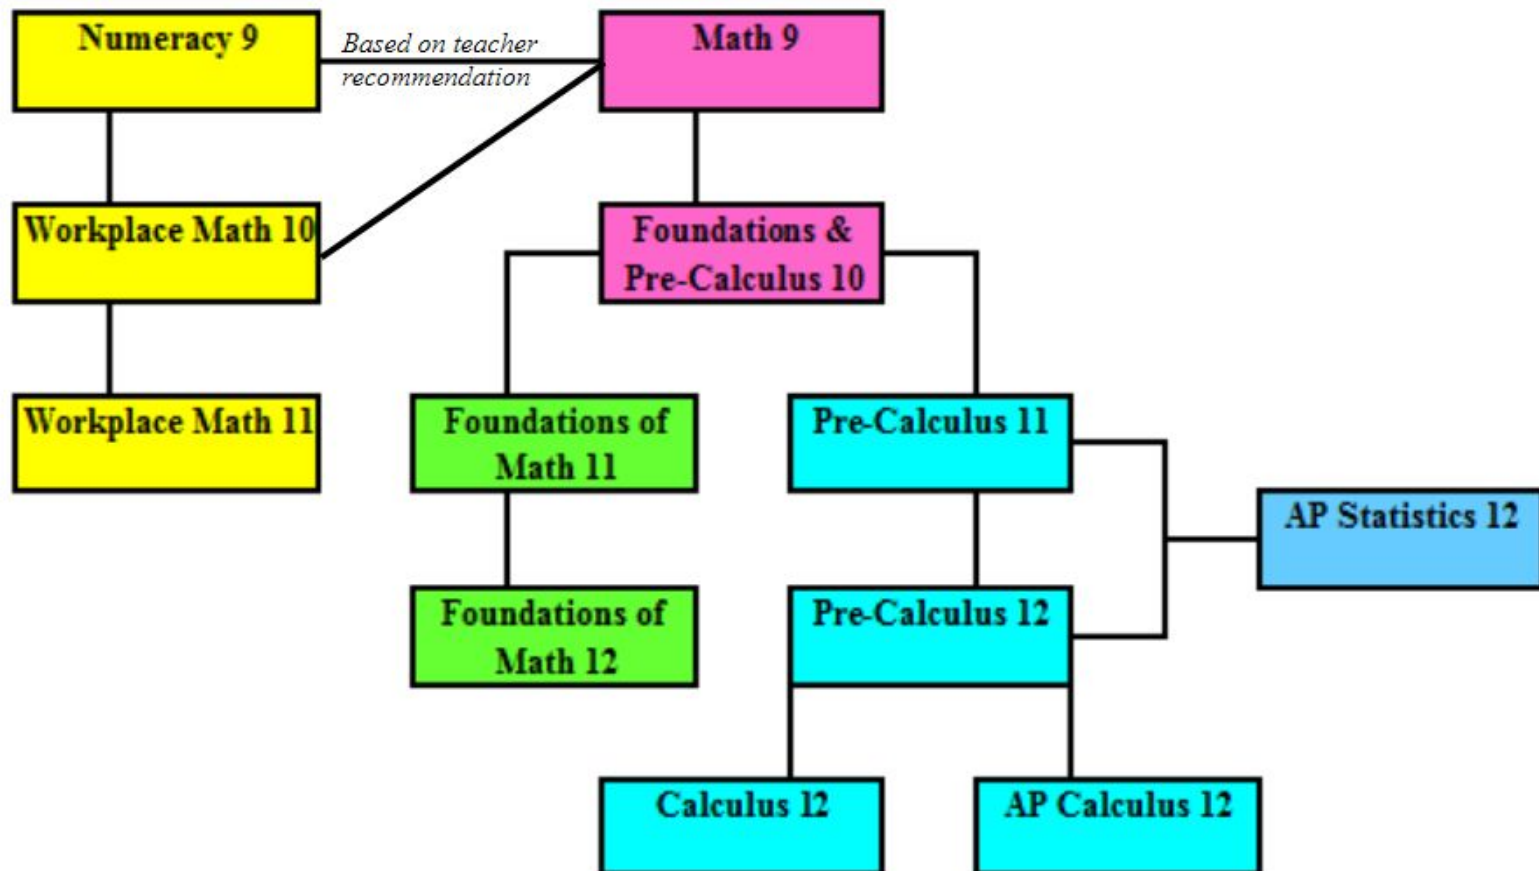 Numeracy 9
Based on teacher
recommendation
Math 9
Workplace Math 10
Foundations &
Pre-Calculus 10
Workplace Math 11
Foundations of
Math 11
Pre-Calculus 11
AP Statistics 12
Foundations of
Math 12
Pre-Calculus 12
Calculus 12
AP Calculus 12